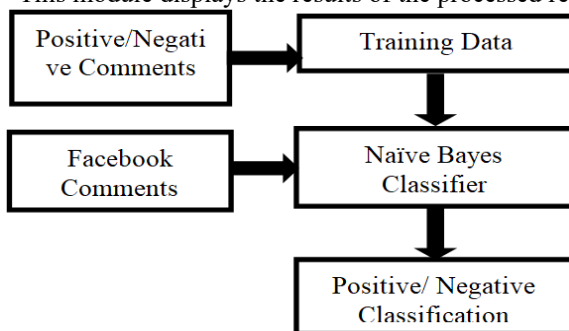 This module displays the results of the processed re
Positive/Negati
ve Comments
Training Data
Facebook
Comments
Naïve Bayes
Classifier
Positive/ Negative
Classification